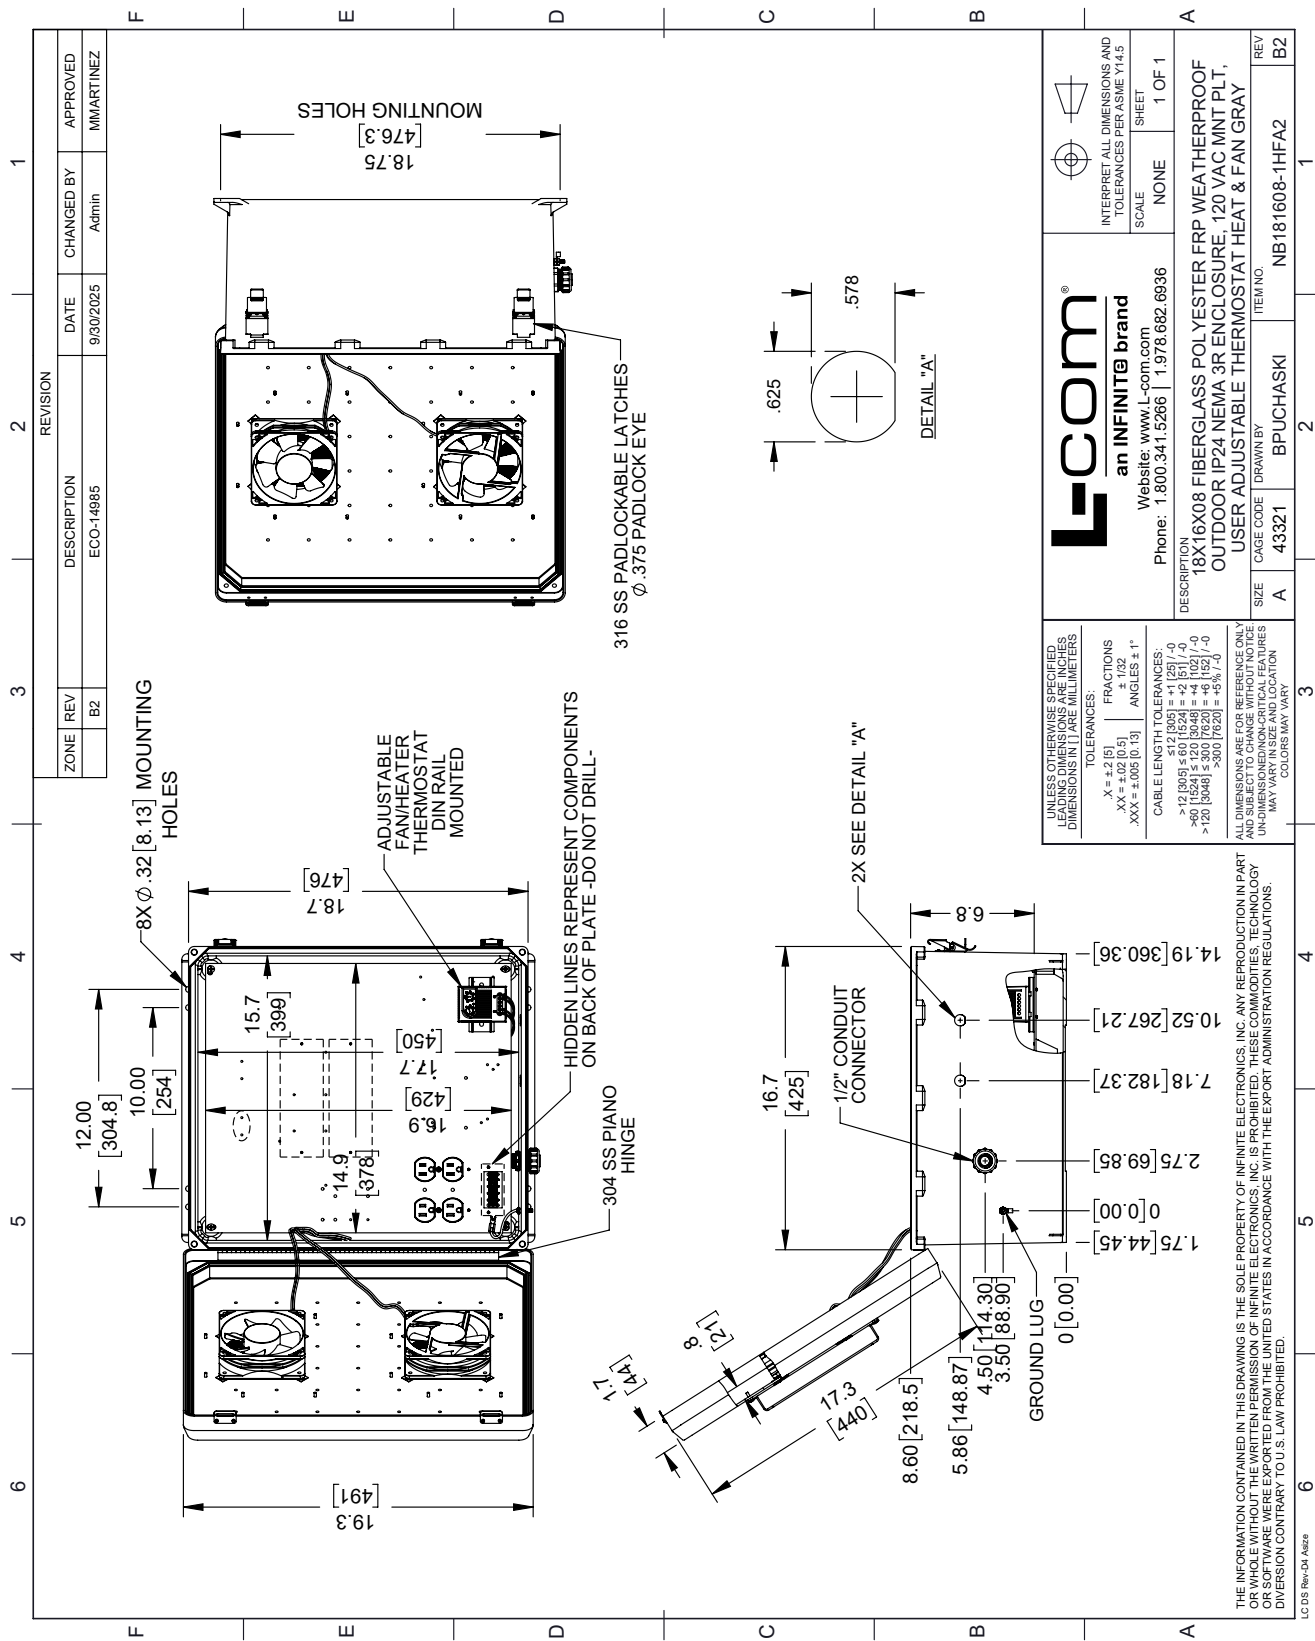 REVISION
ZONE REV DESCRIPTION DATE CHANGED BY APPROVED
B2 ECO-14985 9/30/2025 Admin MMARTINEZ
6 5 4 3 2 1
F
E
D
C
B
A
F
E
D
C
B
A
8X ⌀.32 [8.13] MOUNTING
HOLES
12.00
[304.8]
10.00
[254]
15.7
[399]
14.9
[378]
18.7
[476]
17.7
[450]
16.9
[429]
19.3
[491]
ADJUSTABLE
FAN/HEATER
THERMOSTAT
DIN RAIL
MOUNTED
HIDDEN LINES REPRESENT COMPONENTS
ON BACK OF PLATE -DO NOT DRILL-
304 SS PIANO
HINGE
18.75
[476.3]
MOUNTING HOLES
316 SS PADLOCKABLE LATCHES
⌀.375 PADLOCK EYE
1.7
[44]
.8
[21]
17.3
[440]
16.7
[425]
6.8
1/2" CONDUIT
CONNECTOR
2X SEE DETAIL "A"
8.60 [218.5]
5.86 [148.87]
4.50 [114.30]
3.50 [88.90]
GROUND LUG
0 [0.00]
1.75 [44.45]
0 [0.00]
2.75 [69.85]
7.18 [182.37]
10.52 [267.21]
14.19 [360.36]
.625
.578
DETAIL "A"
THE INFORMATION CONTAINED IN THIS DRAWING IS THE SOLE PROPERTY OF INFINITE ELECTRONICS, INC. ANY REPRODUCTION IN PART
OR WHOLE WITHOUT THE WRITTEN PERMISSION OF INFINITE ELECTRONICS, INC. IS PROHIBITED. THESE COMMODITIES, TECHNOLOGY
OR SOFTWARE WERE EXPORTED FROM THE UNITED STATES IN ACCORDANCE WITH THE EXPORT ADMINISTRATION REGULATIONS.
DIVERSION CONTRARY TO U.S. LAW PROHIBITED.
UNLESS OTHERWISE SPECIFIED
LEADING DIMENSIONS ARE INCHES
DIMENSIONS IN [ ] ARE MILLIMETERS
TOLERANCES:
.X = ±.2 [5]
.XX = ±.02 [0.5]
.XXX = ±.005 [0.13]
FRACTIONS
± 1/32
ANGLES ± 1°
CABLE LENGTH TOLERANCES:
≤12 [305] = +1 [25] / -0
>12 [305] ≤ 60 [1524] = +2 [51] / -0
>60 [1524] ≤ 120 [3048] = +4 [102] / -0
>120 [3048] ≤ 300 [7620] = +6 [152] / -0
>300 [7620] = +5% / -0
ALL DIMENSIONS ARE FOR REFERENCE ONLY
AND SUBJECT TO CHANGE WITHOUT NOTICE.
UN-DIMENSIONED/NON-CRITICAL FEATURES
MAY VARY IN SIZE AND LOCATION
COLORS MAY VARY
L-com®
an INFINIT@ brand
Website: www.L-com.com
Phone: 1.800.341.5266 | 1.978.682.6936
INTERPRET ALL DIMENSIONS AND
TOLERANCES PER ASME Y14.5
SCALE NONE
SHEET 1 OF 1
DESCRIPTION
18X16X08 FIBERGLASS POLYESTER FRP WEATHERPROOF
OUTDOOR IP24 NEMA 3R ENCLOSURE, 120 VAC MNT PLT,
USER ADJUSTABLE THERMOSTAT HEAT & FAN GRAY
SIZE A
CAGE CODE 43321
DRAWN BY BPUCHASKI
ITEM NO. NB181608-1HFA2
REV B2
6 5 4 3 2 1
LC DS Rev-D4 Asize